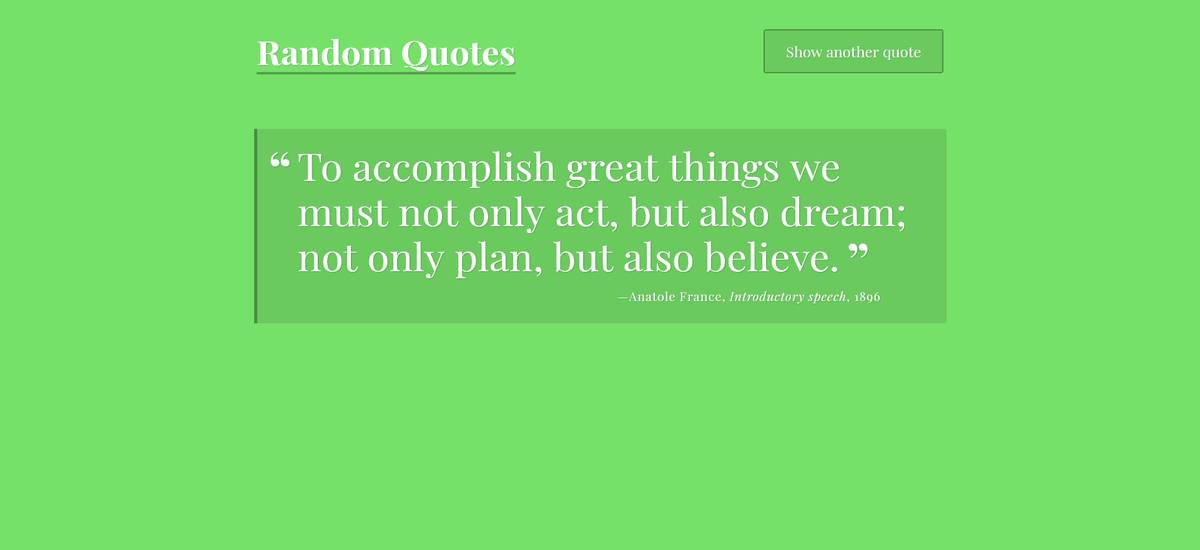 Random Quotes
Show another quote
“To accomplish great things we
must not only act, but also dream;
not only plan, but also believe.”
—Anatole France, Introductory speech, 1896